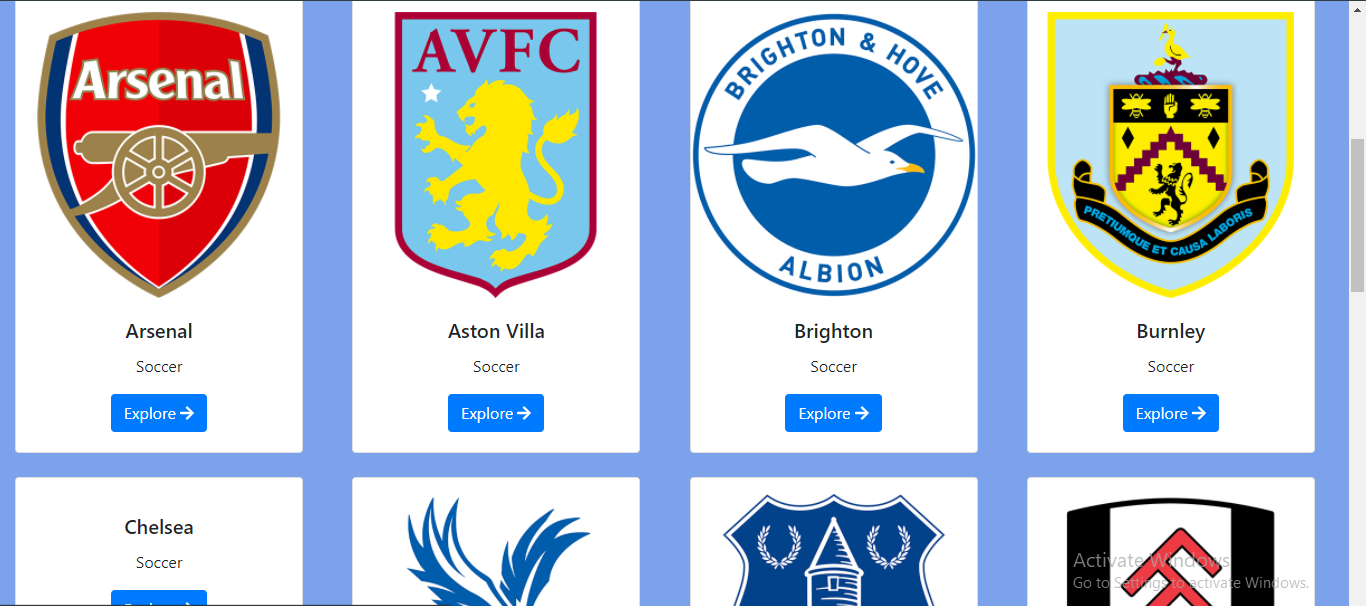 Arsenal
AVFC
BRIGHTON & HOVE
ALBION
PRETIUMQUE ET CAUSA LABORIS
Arsenal
Aston Villa
Brighton
Burnley
Soccer
Soccer
Soccer
Soccer
Explore
Explore
Explore
Explore
Chelsea
Soccer
Explore
Activate Windows
Go to Settings to activate Windows.